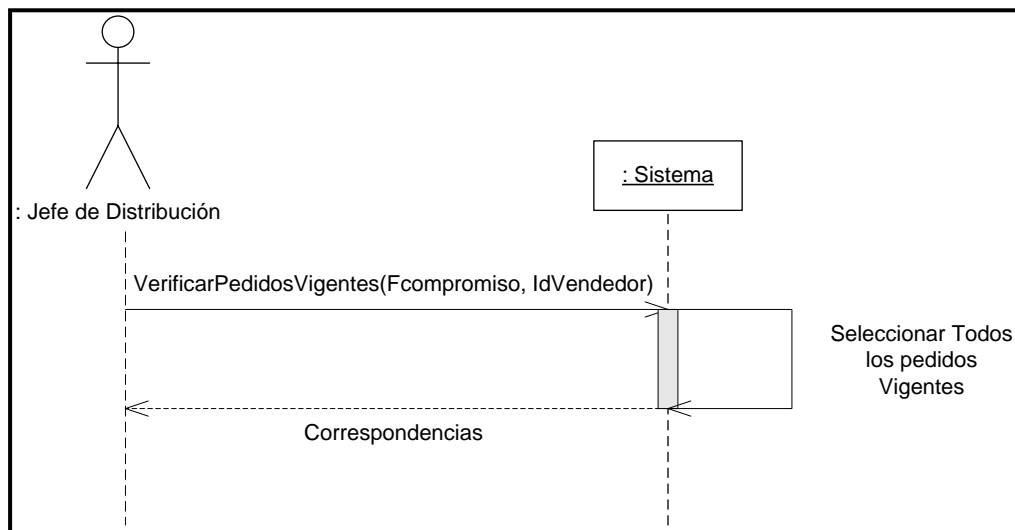 : Sistema
: Jefe de Distribución
VerificarPedidosVigentes(Fcompromiso, IdVendedor)
Seleccionar Todos
los pedidos
Vigentes
Correspondencias